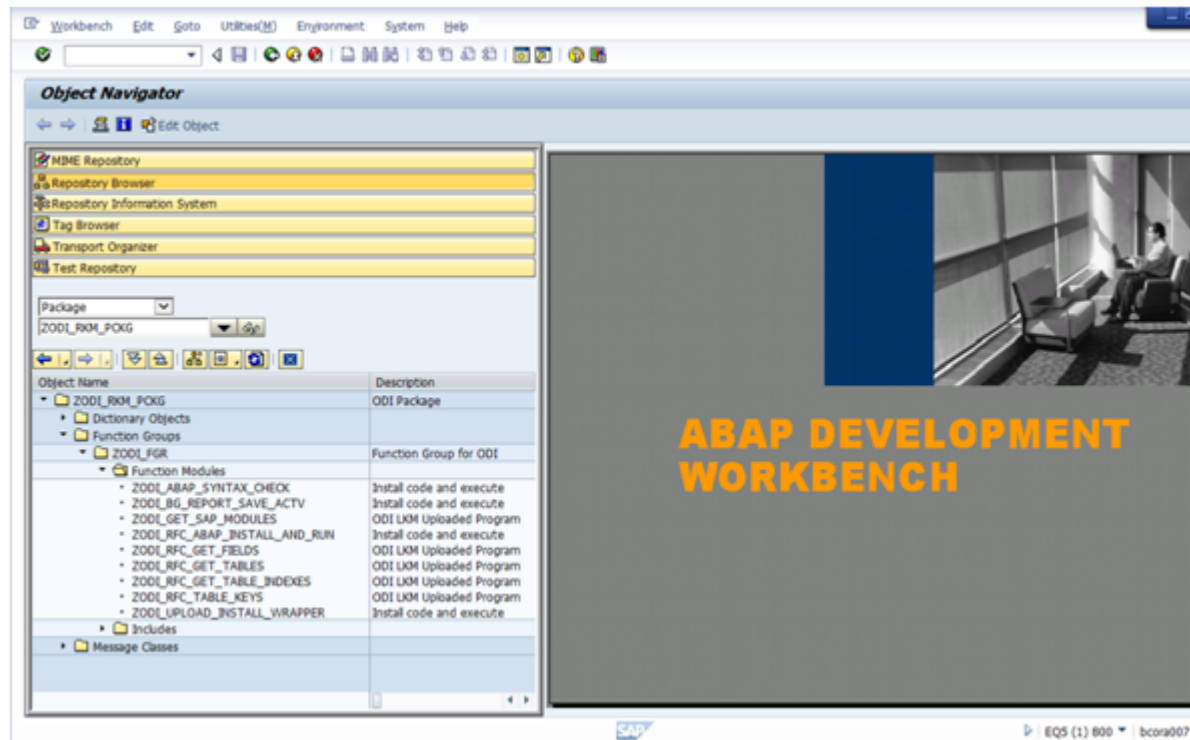 Workbench Edit Goto Utilities(M) Environment System Help
Object Navigator
Edit Object
MIME Repository
Repository Browser
Repository Information System
Tag Browser
Transport Organizer
Test Repository
Package
ZODI_RKM_PCKG
Object Name Description
ZODI_RKM_PCKG ODI Package
Dictionary Objects
Function Groups
ZODI_FGR Function Group for ODI
Function Modules
ZODI_ABAP_SYNTAX_CHECK Install code and execute
ZODI_BG_REPORT_SAVE_ACTV Install code and execute
ZODI_GET_SAP_MODULES ODI LKM Uploaded Program
ZODI_RFC_ABAP_INSTALL_AND_RUN Install code and execute
ZODI_RFC_GET_FIELDS ODI LKM Uploaded Program
ZODI_RFC_GET_TABLES ODI LKM Uploaded Program
ZODI_RFC_GET_TABLE_INDEXES ODI LKM Uploaded Program
ZODI_RFC_TABLE_KEYS ODI LKM Uploaded Program
ZODI_UPLOAD_INSTALL_WRAPPER Install code and execute
Includes
Message Classes
ABAP DEVELOPMENT
WORKBENCH
SAP
EQ5 (1) 800 bcora007